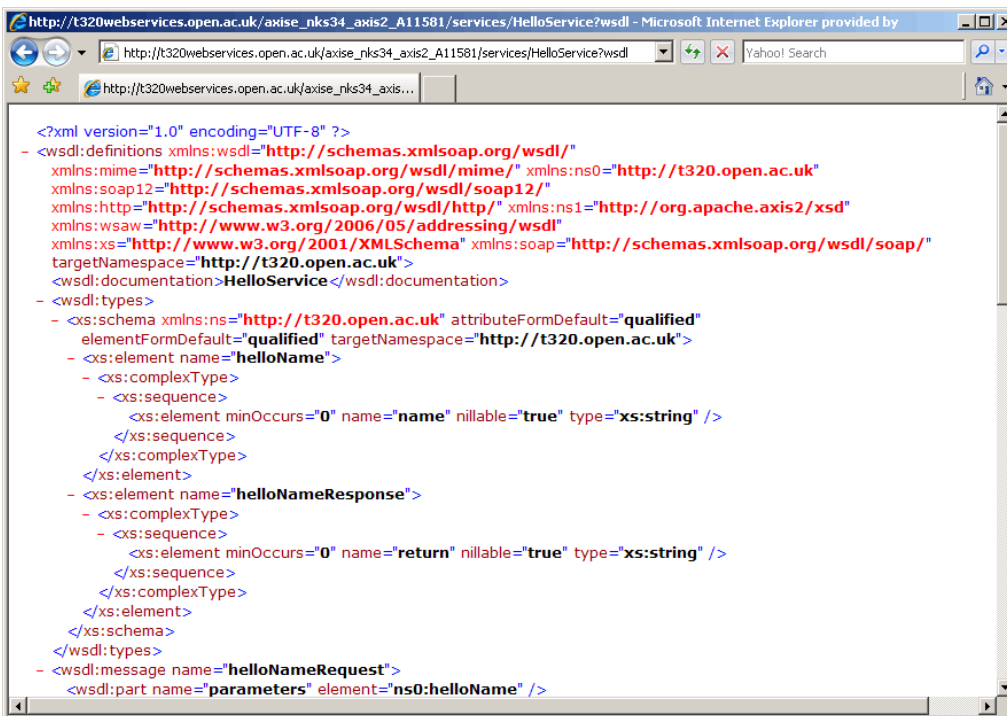 http://t320webservices.open.ac.uk/axise_nks34_axis2_A11581/services/HelloService?wsdl - Microsoft Internet Explorer provided by
http://t320webservices.open.ac.uk/axise_nks34_axis2_A11581/services/HelloService?wsdl
Yahoo! Search
http://t320webservices.open.ac.uk/axise_nks34_axis...
<?xml version="1.0" encoding="UTF-8" ?>
- <wsdl:definitions xmlns:wsdl="http://schemas.xmlsoap.org/wsdl/"
xmlns:mime="http://schemas.xmlsoap.org/wsdl/mime/" xmlns:ns0="http://t320.open.ac.uk"
xmlns:soap12="http://schemas.xmlsoap.org/wsdl/soap12/"
xmlns:http="http://schemas.xmlsoap.org/wsdl/http/" xmlns:ns1="http://org.apache.axis2/xsd"
xmlns:wsaw="http://www.w3.org/2006/05/addressing/wsdl"
xmlns:xs="http://www.w3.org/2001/XMLSchema" xmlns:soap="http://schemas.xmlsoap.org/wsdl/soap/"
targetNamespace="http://t320.open.ac.uk">
<wsdl:documentation>HelloService</wsdl:documentation>
- <wsdl:types>
- <xs:schema xmlns:ns="http://t320.open.ac.uk" attributeFormDefault="qualified"
elementFormDefault="qualified" targetNamespace="http://t320.open.ac.uk">
- <xs:element name="helloName">
- <xs:complexType>
- <xs:sequence>
<xs:element minOccurs="0" name="name" nillable="true" type="xs:string" />
</xs:sequence>
</xs:complexType>
</xs:element>
- <xs:element name="helloNameResponse">
- <xs:complexType>
- <xs:sequence>
<xs:element minOccurs="0" name="return" nillable="true" type="xs:string" />
</xs:sequence>
</xs:complexType>
</xs:element>
</xs:schema>
</wsdl:types>
- <wsdl:message name="helloNameRequest">
<wsdl:part name="parameters" element="ns0:helloName" />